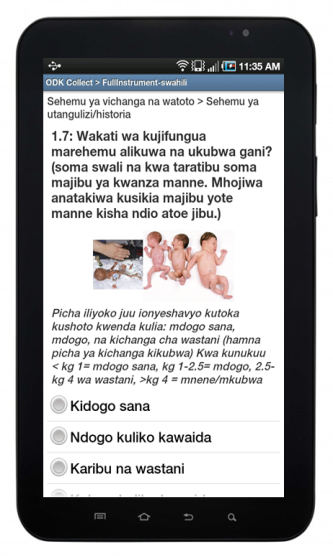 11:35 AM
ODK Collect > FullInstrument-swahili
Sehemu ya vichanga na watoto > Sehemu ya
utangulizi/historia
1.7: Wakati wa kujifungua
marehemu alikuwa na ukubwa gani?
(soma swali na kwa taratibu soma
majibu ya kwanza manne. Mhojiwa
anatakiwa kusikia majibu yote
manne kisha ndio atoe jibu.)
Picha iliyoko juu ionyeshavyo kutoka
kushoto kwenda kulia: mdogo sana,
mdogo, na kichanga cha wastani (hamna
picha ya kichanga kikubwa) Kwa kunukuu
< kg 1= mdogo sana, kg 1-2.5= mdogo, 2.5-
kg 4 wa wastani, >kg 4 = mnene/mkubwa
Kidogo sana
Ndogo kuliko kawaida
Karibu na wastani